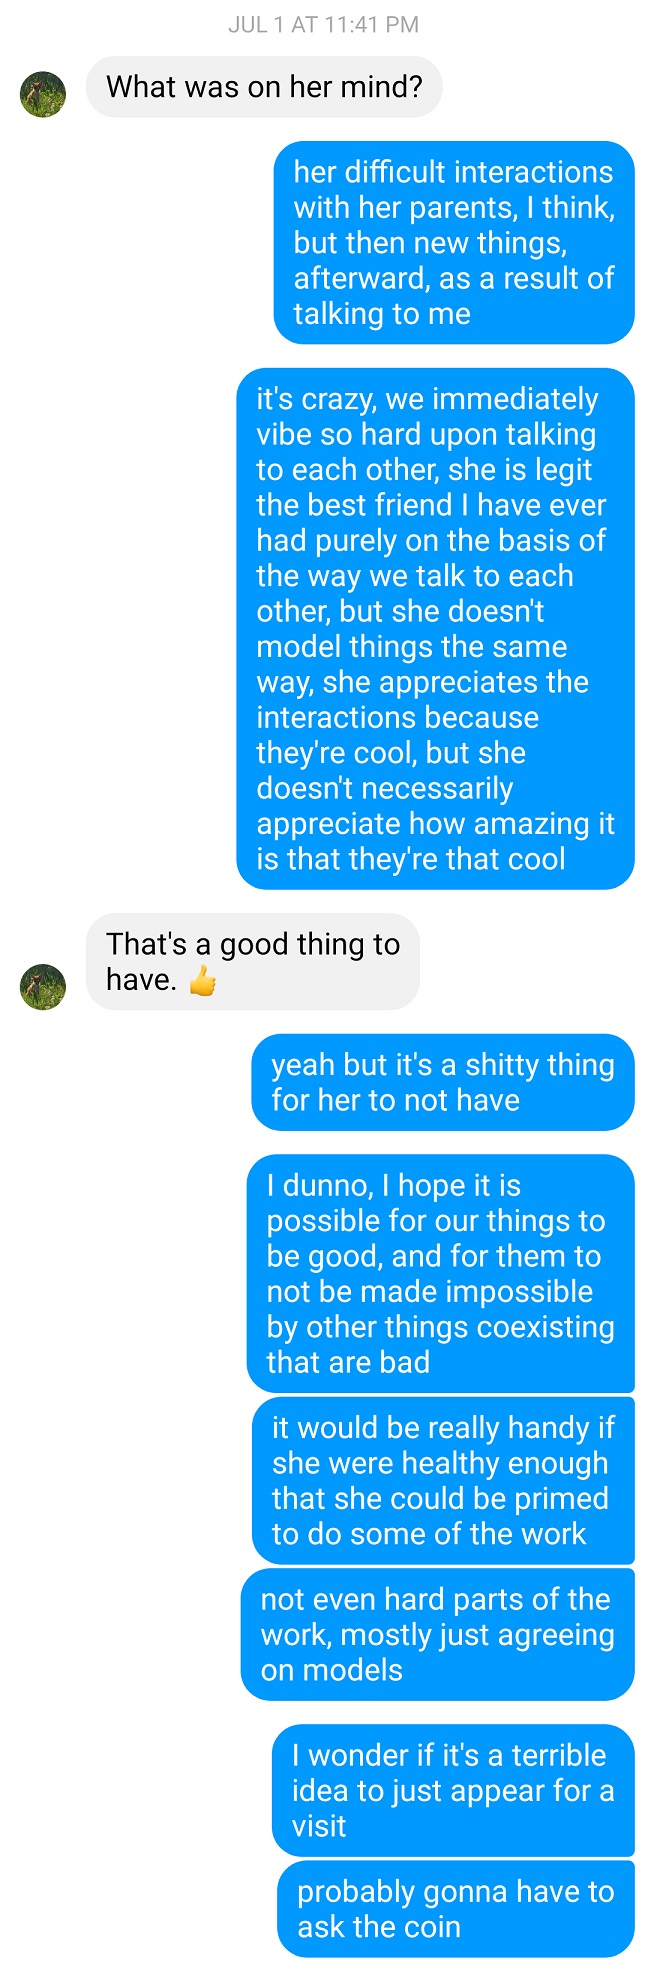 JUL 1 AT 11:41 PM
What was on her mind?
her difficult interactions
with her parents, I think,
but then new things,
afterward, as a result of
talking to me
it's crazy, we immediately
vibe so hard upon talking
to each other, she is legit
the best friend I have ever
had purely on the basis of
the way we talk to each
other, but she doesn't
model things the same
way, she appreciates the
interactions because
they're cool, but she
doesn't necessarily
appreciate how amazing it
is that they're that cool
That's a good thing to
have. 👍
yeah but it's a shitty thing
for her to not have
I dunno, I hope it is
possible for our things to
be good, and for them to
not be made impossible
by other things coexisting
that are bad
it would be really handy if
she were healthy enough
that she could be primed
to do some of the work
not even hard parts of the
work, mostly just agreeing
on models
I wonder if it's a terrible
idea to just appear for a
visit
probably gonna have to
ask the coin